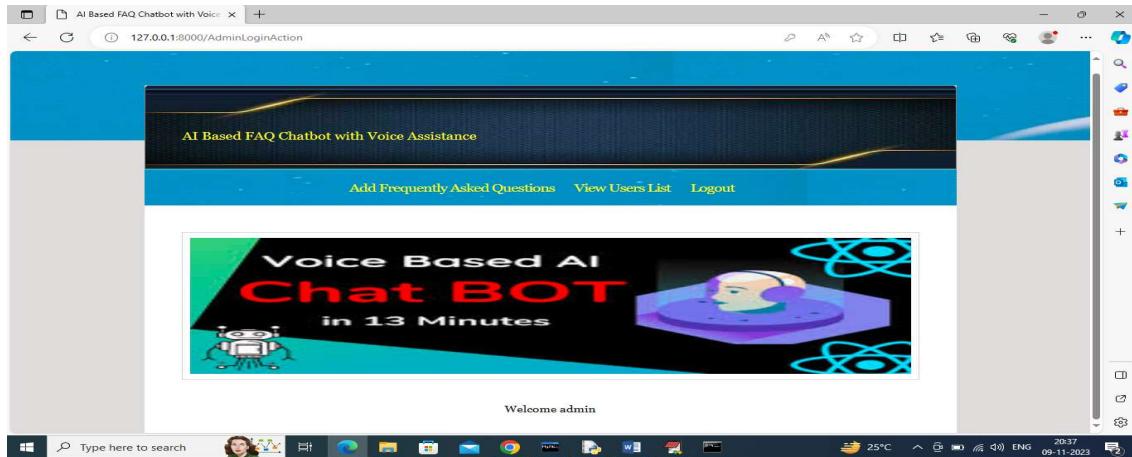 AI Based FAQ Chatbot with Voice
127.0.0.1:8000/AdminLoginAction
AI Based FAQ Chatbot with Voice Assistance
Add Frequently Asked Questions View Users List Logout
Voice Based AI
Chat BOT
in 13 Minutes
Welcome admin
Type here to search
25°C
ENG
20:37
09-11-2023